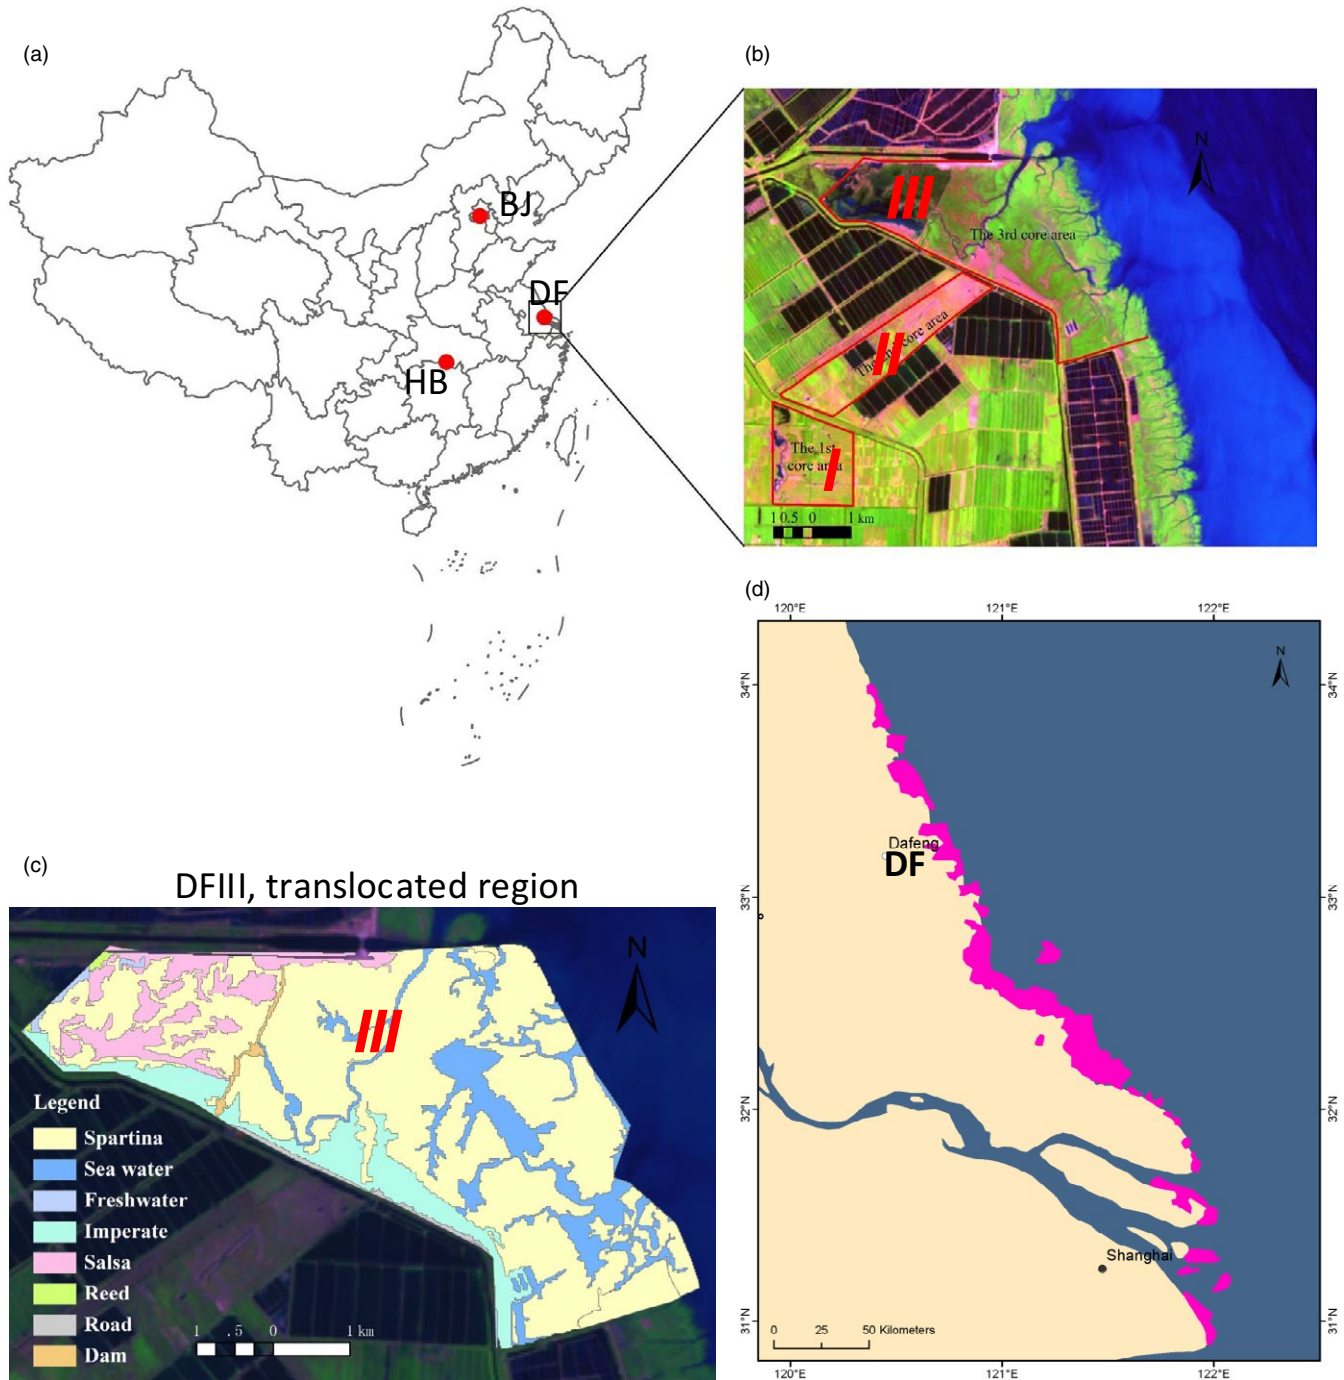 (a)
BJ
DF
HB
(b)
N
III
The 3rd core area
II
core area
The 1st
core area
I
1 0.5 0 1 km
(c)
DFIII, translocated region
N
III
Legend
Spartina
Sea water
Freshwater
Imperate
Salsa
Reed
Road
Dam
1 .5 0 1 km
(d)
120°E 121°E 122°E
N
34°N 34°N
Dafeng
DF
33°N 33°N
32°N 32°N
Shanghai
31°N 31°N
0 25 50 Kilometers
120°E 121°E 122°E